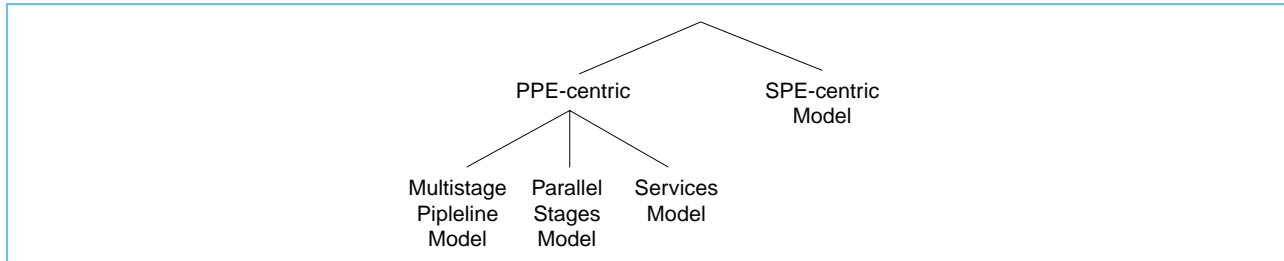 PPE-centric
SPE-centric
Model
Multistage
Pipleline
Model
Parallel
Stages
Model
Services
Model